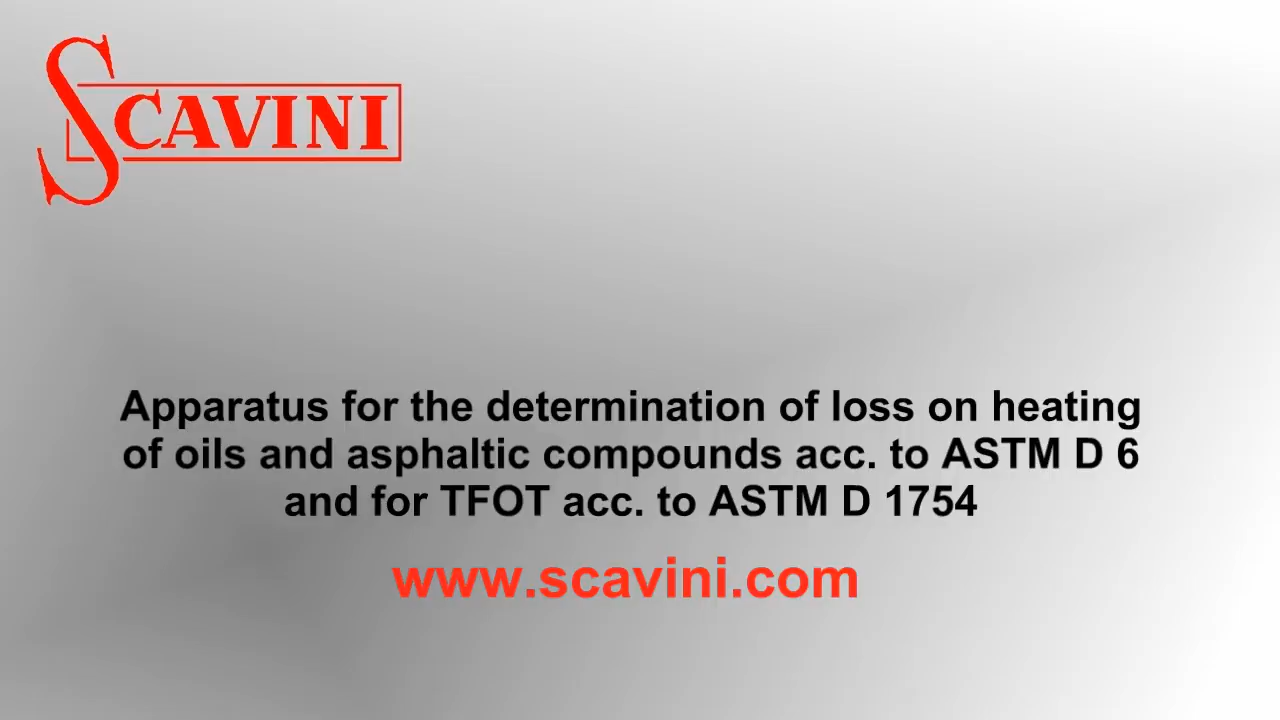 SCAVINI
Apparatus for the determination of loss on heating
of oils and asphaltic compounds acc. to ASTM D 6
and for TFOT acc. to ASTM D 1754
www.scavini.com